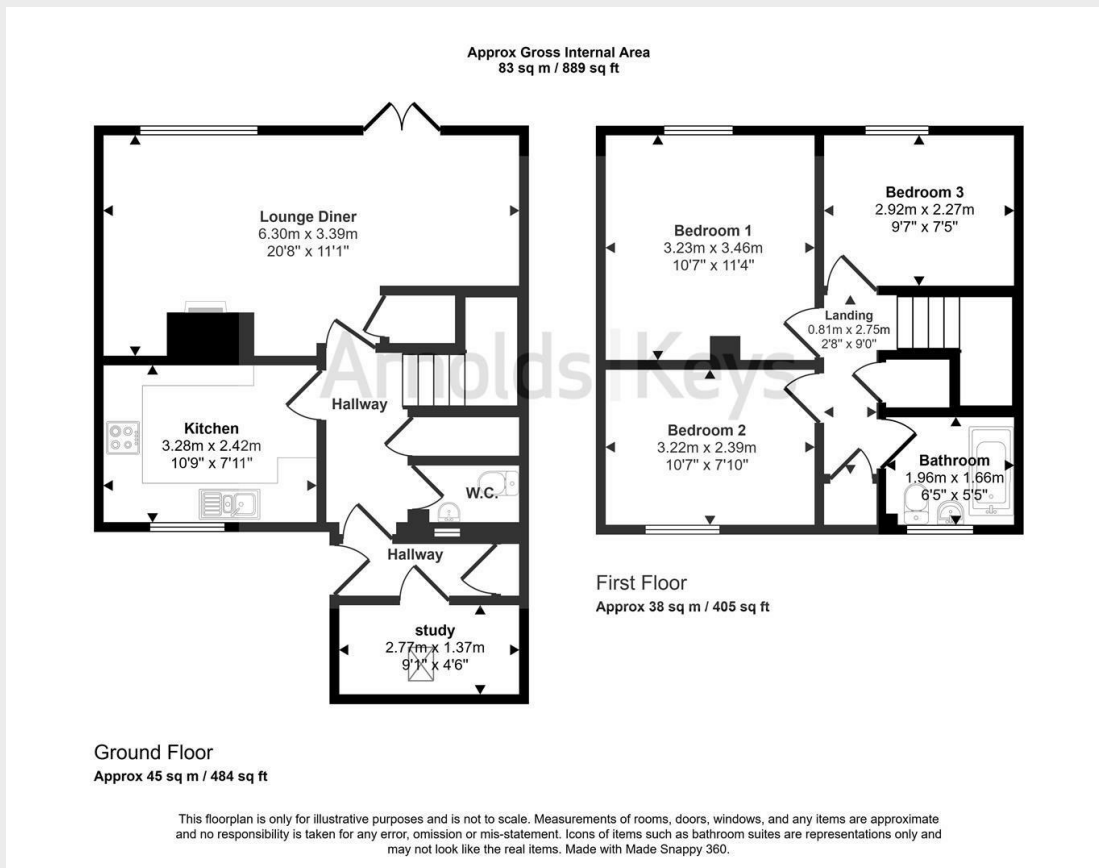 Approx Gross Internal Area
83 sq m / 889 sq ft
Lounge Diner
6.30m x 3.39m
20'8" x 11'1"
Kitchen
3.28m x 2.42m
10'9" x 7'11"
Hallway
W.C.
Hallway
study
2.77m x 1.37m
9'1" x 4'6"
Bedroom 1
3.23m x 3.46m
10'7" x 11'4"
Bedroom 3
2.92m x 2.27m
9'7" x 7'5"
Landing
0.81m x 2.75m
2'8" x 9'0"
Bedroom 2
3.22m x 2.39m
10'7" x 7'10"
Bathroom
1.96m x 1.66m
6'5" x 5'5"
Arnolds | Keys
First Floor
Approx 38 sq m / 405 sq ft
Ground Floor
Approx 45 sq m / 484 sq ft
This floorplan is only for illustrative purposes and is not to scale. Measurements of rooms, doors, windows, and any items are approximate
and no responsibility is taken for any error, omission or mis-statement. Icons of items such as bathroom suites are representations only and
may not look like the real items. Made with Made Snappy 360.